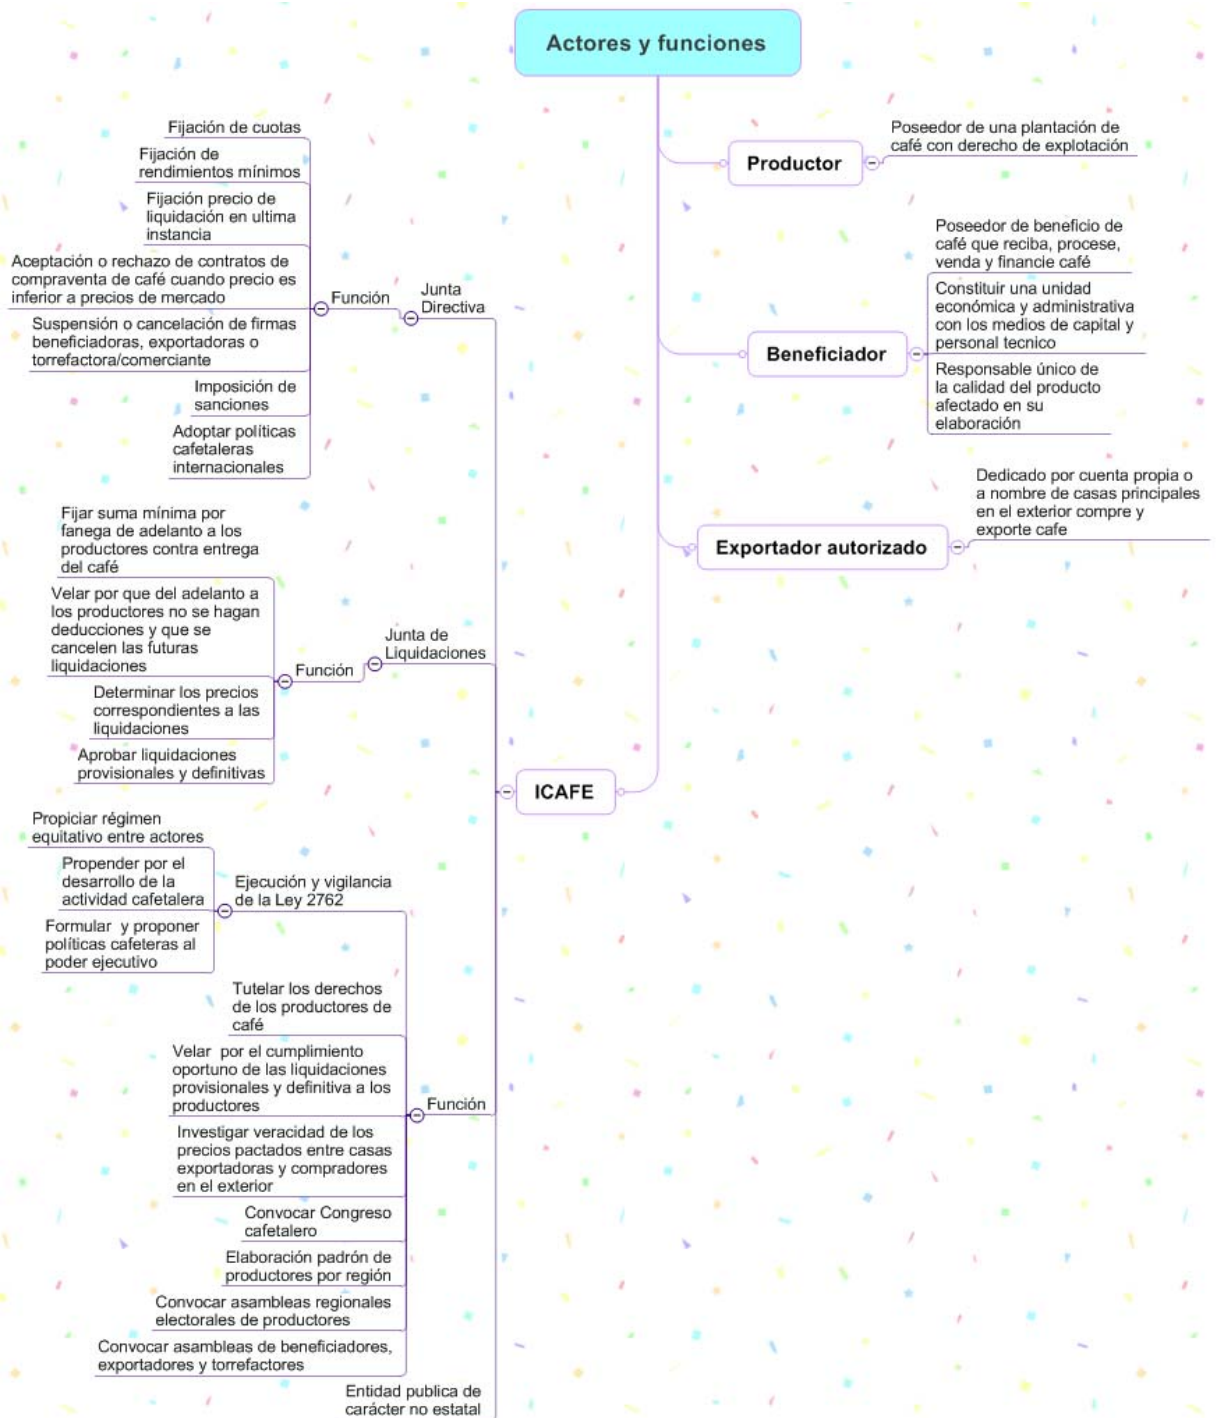 Actores y funciones
Productor
Poseedor de una plantación de
café con derecho de explotación
Beneficiador
Poseedor de beneficio de
café que reciba, procese,
venda y financie café
Constituir una unidad
económica y administrativa
con los medios de capital y
personal tecnico
Responsable único de
la calidad del producto
afectado en su
elaboración
Exportador autorizado
Dedicado por cuenta propia o
a nombre de casas principales
en el exterior compre y
exporte cafe
ICAFE
Junta
Directiva
Función
Fijación de cuotas
Fijación de
rendimientos mínimos
Fijación precio de
liquidación en ultima
instancia
Aceptación o rechazo de contratos de
compraventa de café cuando precio es
inferior a precios de mercado
Suspensión o cancelación de firmas
beneficiadoras, exportadoras o
torrefactora/comerciante
Imposición de
sanciones
Adoptar políticas
cafetaleras
internacionales
Junta de
Liquidaciones
Función
Fijar suma mínima por
fanega de adelanto a los
productores contra entrega
del café
Velar por que del adelanto a
los productores no se hagan
deducciones y que se
cancelen las futuras
liquidaciones
Determinar los precios
correspondientes a las
liquidaciones
Aprobar liquidaciones
provisionales y definitivas
Función
Ejecución y vigilancia
de la Ley 2762
Propiciar régimen
equitativo entre actores
Propender por el
desarrollo de la
actividad cafetalera
Formular  y proponer
políticas cafeteras al
poder ejecutivo
Tutelar los derechos
de los productores de
café
Velar  por el cumplimiento
oportuno de las liquidaciones
provisionales y definitiva a los
productores
Investigar veracidad de los
precios pactados entre casas
exportadoras y compradores
en el exterior
Convocar Congreso
cafetalero
Elaboración padrón de
productores por región
Convocar asambleas regionales
electorales de productores
Convocar asambleas de beneficiadores,
exportadores y torrefactores
Entidad publica de
carácter no estatal